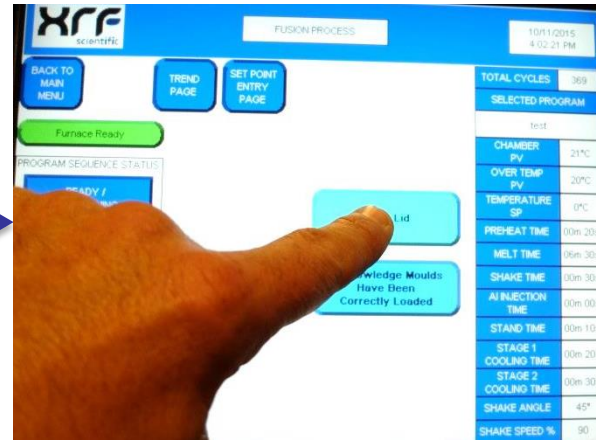 XRF
scientific
FUSION PROCESS
10/11/2015
4:02:21 PM
BACK TO
MAIN
MENU
TREND
PAGE
SET POINT
ENTRY
PAGE
Furnace Ready
PROGRAM SEQUENCE STATUS
READY /
Lid
Moulds
Have Been
Correctly Loaded
TOTAL CYCLES 369
SELECTED PROGRAM
test
CHAMBER
PV 21°C
OVER TEMP
PV 20°C
TEMPERATURE
SP 0°C
PREHEAT TIME 00m 20s
MELT TIME 06m 30s
SHAKE TIME 00m 30s
AI INJECTION
TIME 00m 00
STAND TIME 00m 10
STAGE 1
COOLING TIME 00m 20
STAGE 2
COOLING TIME 00m 30
SHAKE ANGLE 45°
SHAKE SPEED % 90